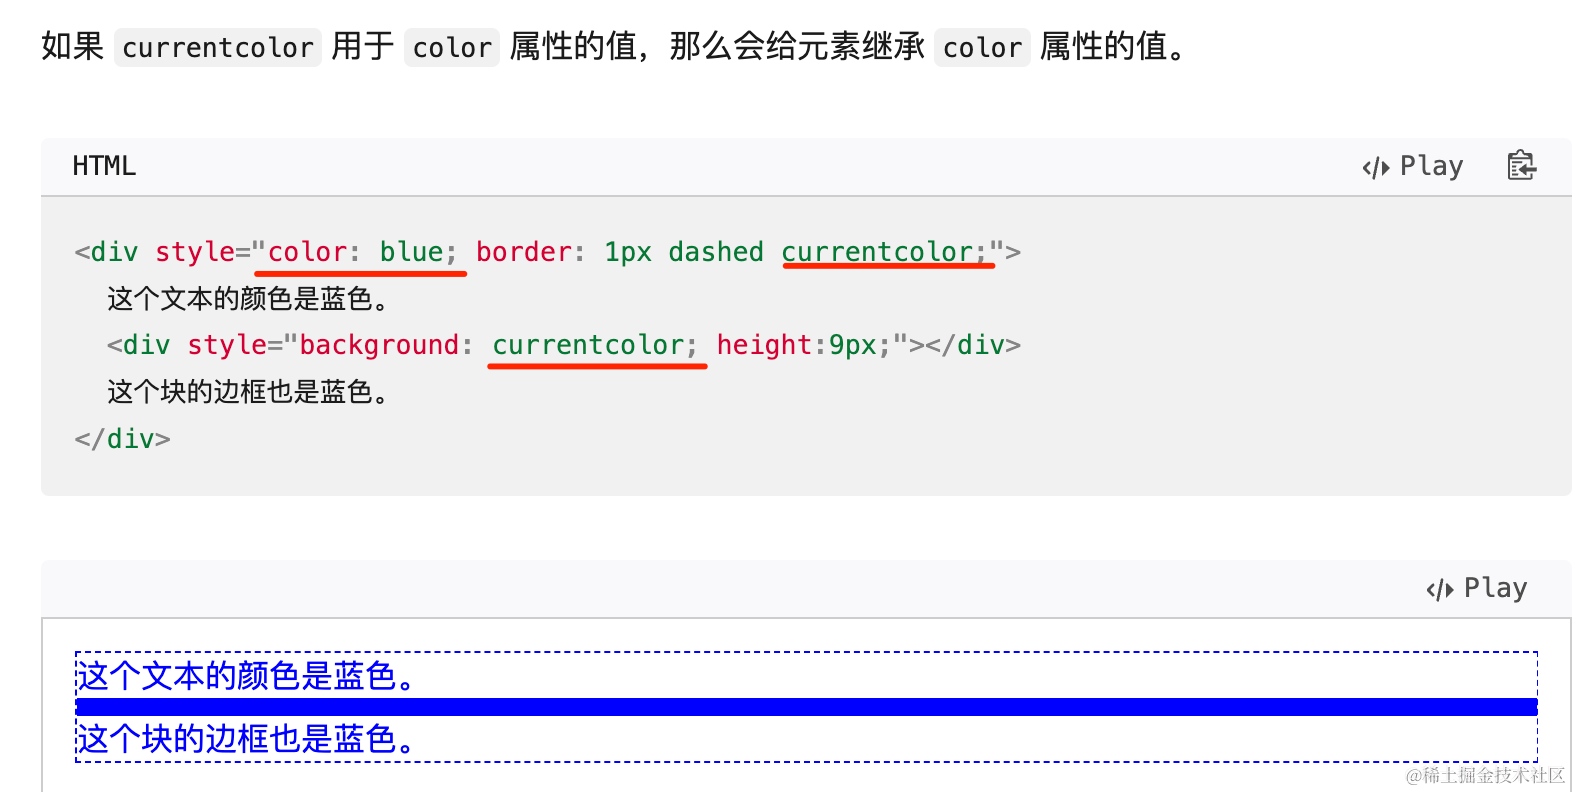 如果 currentcolor 用于 color 属性的值，那么会给元素继承 color 属性的值。
HTML
Play
<div style="color: blue; border: 1px dashed currentcolor;">
这个文本的颜色是蓝色。
<div style="background: currentcolor; height:9px;"></div>
这个块的边框也是蓝色。
</div>
Play
这个文本的颜色是蓝色。
这个块的边框也是蓝色。
@稀土掘金技术社区